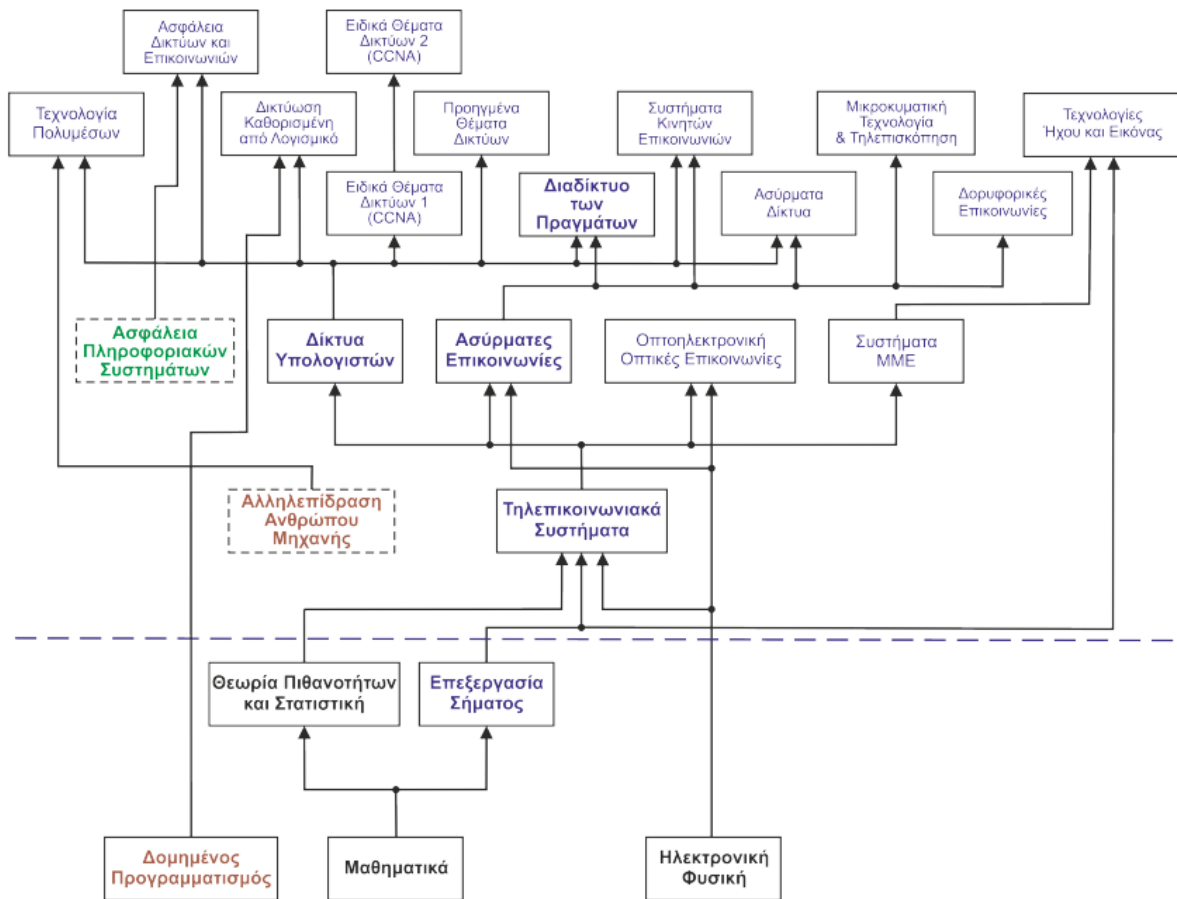 Ασφάλεια
Δικτύων και
Επικοινωνιών
Ειδικά Θέματα
Δικτύων 2
(CCNA)
Τεχνολογία
Πολυμέσων
Δικτύωση
Καθορισμένη
από Λογισμικό
Προηγμένα
Θέματα
Δικτύων
Συστήματα
Κινητών
Επικοινωνιών
Μικροκυματική
Τεχνολογία
& Τηλεπισκόπηση
Τεχνολογίες
Ήχου και Εικόνας
Ειδικά Θέματα
Δικτύων 1
(CCNA)
Διαδίκτυο
των
Πραγμάτων
Ασύρματα
Δίκτυα
Δορυφορικές
Επικοινωνίες
Ασφάλεια
Πληροφοριακών
Συστημάτων
Δίκτυα
Υπολογιστών
Ασύρματες
Επικοινωνίες
Οπτοηλεκτρονική
Οπτικές Επικοινωνίες
Συστήματα
ΜΜΕ
Αλληλεπίδραση
Ανθρώπου
Μηχανής
Τηλεπικοινωνιακά
Συστήματα
Θεωρία Πιθανοτήτων
και Στατιστική
Επεξεργασία
Σήματος
Δομημένος
Προγραμματισμός
Μαθηματικά
Ηλεκτρονική
Φυσική